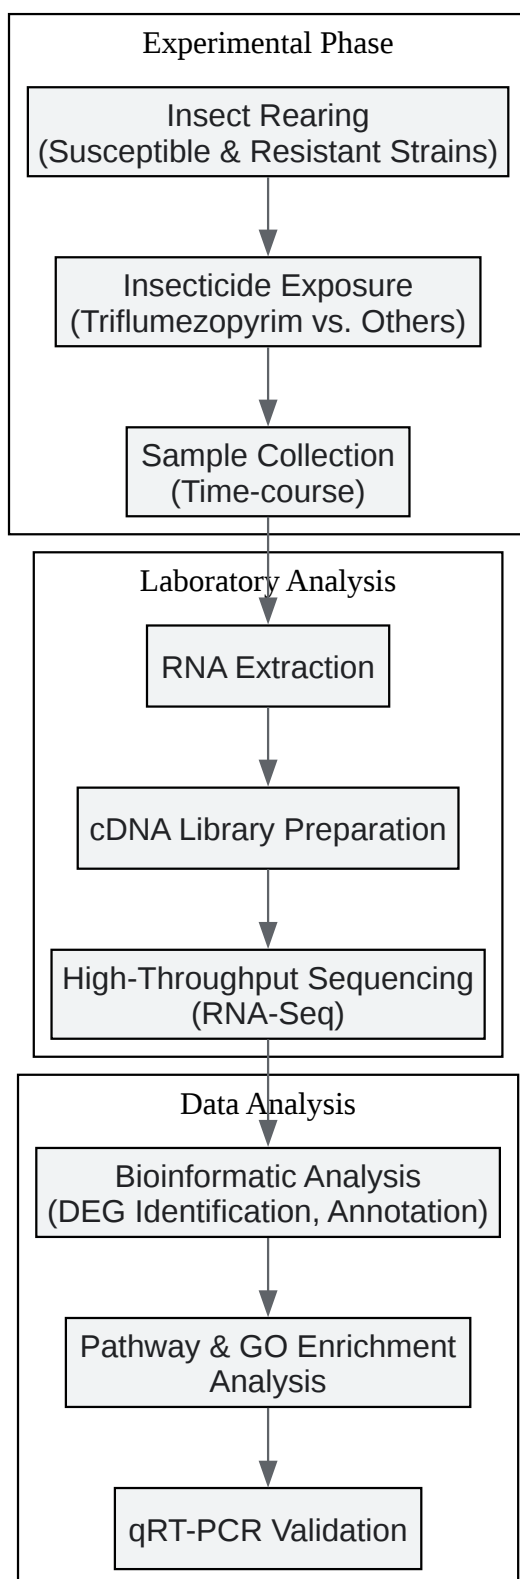 Experimental Phase
Insect Rearing
(Susceptible & Resistant Strains)
Insecticide Exposure
(Triflumezopyrim vs. Others)
Sample Collection
(Time-course)
Laboratory Analysis
RNA Extraction
cDNA Library Preparation
High-Throughput Sequencing
(RNA-Seq)
Data Analysis
Bioinformatic Analysis
(DEG Identification, Annotation)
Pathway & GO Enrichment
Analysis
qRT-PCR Validation